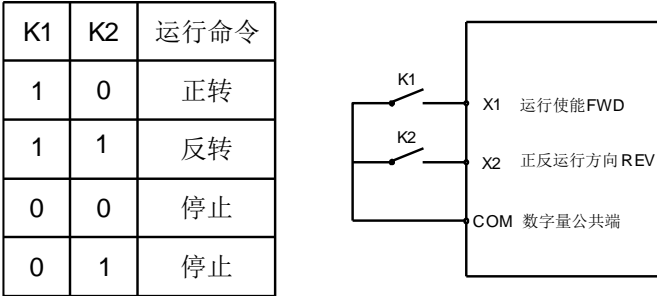 K1 K2 运行命令
1 0 正转
1 1 反转
0 0 停止
0 1 停止
K1
X1 运行使能FWD
K2
X2 正反运行方向REV
COM 数字量公共端